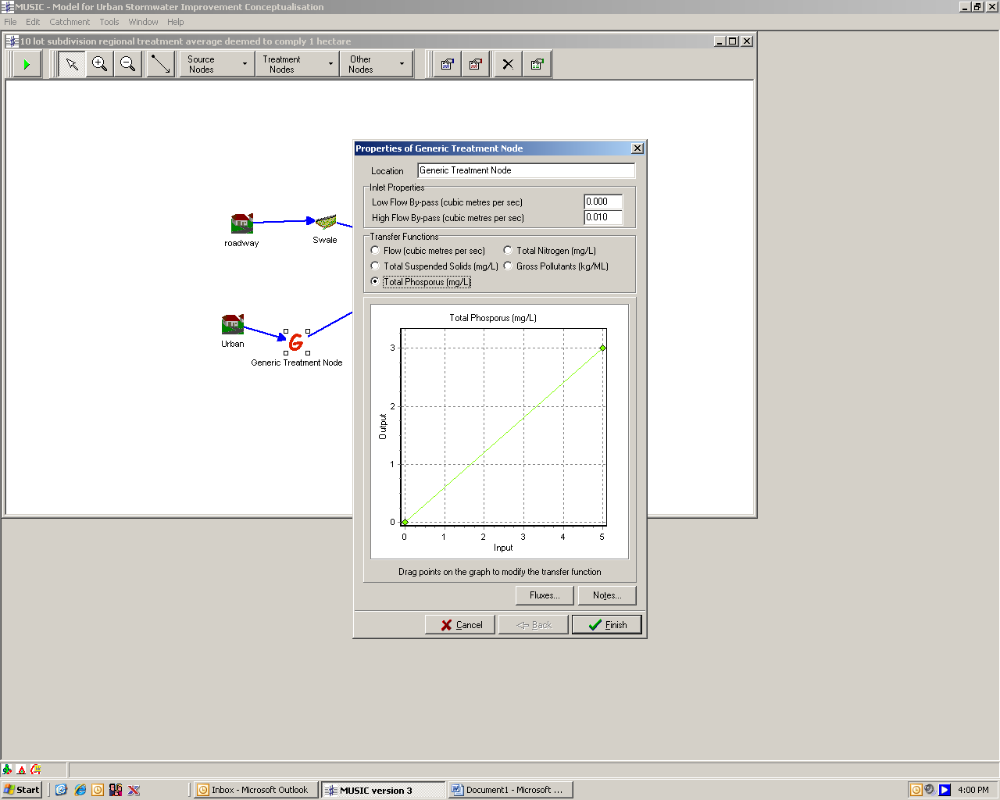 MUSIC - Model for Urban Stormwater Improvement Conceptualisation
File Edit Catchment Tools Window Help
10 lot subdivision regional treatment average deemed to comply 1 hectare
Source Nodes
Treatment Nodes
Other Nodes
roadway
Swale
Urban
G
Generic Treatment Node
Properties of Generic Treatment Node
Location Generic Treatment Node
Inlet Properties
Low Flow By-pass (cubic metres per sec) 0.000
High Flow By-pass (cubic metres per sec) 0.010
Transfer Functions
Flow (cubic metres per sec) Total Nitrogen (mg/L)
Total Suspended Solids (mg/L) Gross Pollutants (kg/ML)
Total Phosporus (mg/L)
Total Phosporus (mg/L)
3
2
1
0
Output
0 1 2 3 4 5
Input
Drag points on the graph to modify the transfer function
Fluxes... Notes...
Cancel Back Finish
Start Inbox - Microsoft Outlook MUSIC version 3 Document1 - Microsoft ... 4:00 PM